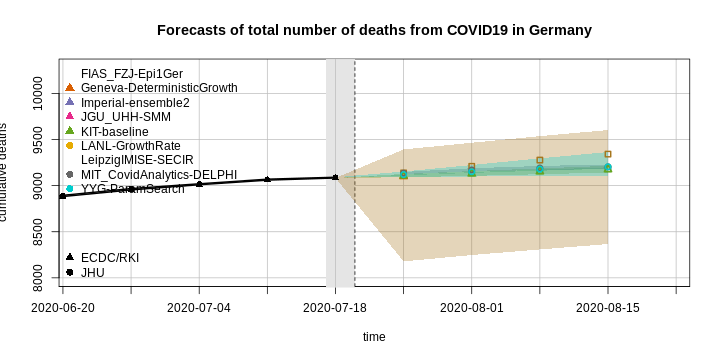 Forecasts of total number of deaths from COVID19 in Germany
cumulative deaths
10000
9500
9000
8500
8000
FIAS_FZJ-Epi1Ger
Geneva-DeterministicGrowth
Imperial-ensemble2
JGU_UHH-SMM
KIT-baseline
LANL-GrowthRate
LeipzigIMISE-SECIR
MIT_CovidAnalytics-DELPHI
YYG-ParamSearch
ECDC/RKI
JHU
2020-06-20
2020-07-04
2020-07-18
2020-08-01
2020-08-15
time